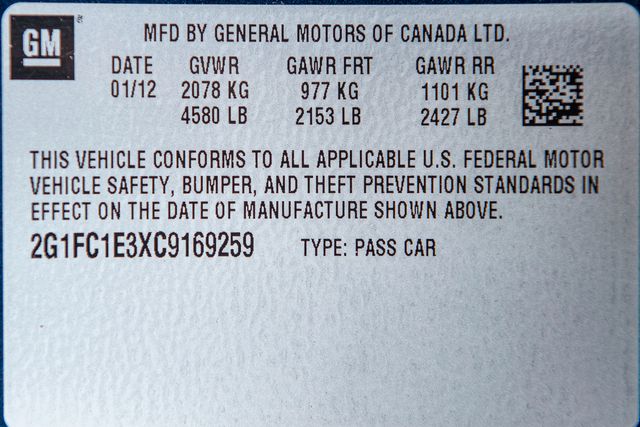 GM
MFD BY GENERAL MOTORS OF CANADA LTD.
DATE GVWR GAWR FRT GAWR RR
01/12 2078 KG 977 KG 1101 KG
4580 LB 2153 LB 2427 LB
THIS VEHICLE CONFORMS TO ALL APPLICABLE U.S. FEDERAL MOTOR
VEHICLE SAFETY, BUMPER, AND THEFT PREVENTION STANDARDS IN
EFFECT ON THE DATE OF MANUFACTURE SHOWN ABOVE.
2G1FC1E3XC9169259 TYPE: PASS CAR